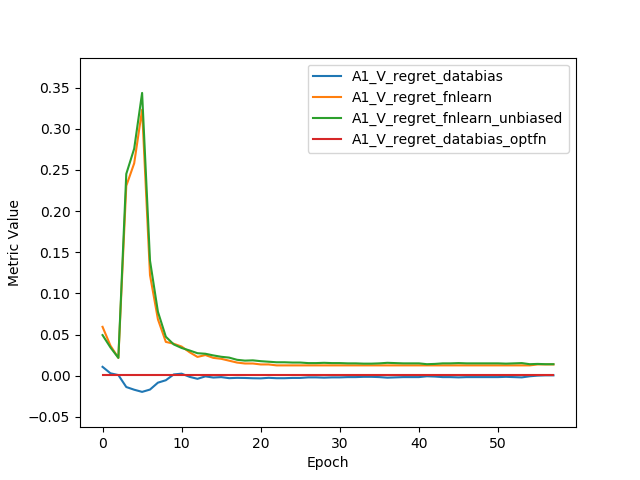 A1_V_regret_databias
A1_V_regret_fnlearn
A1_V_regret_fnlearn_unbiased
A1_V_regret_databias_optfn
Metric Value
0.35
0.30
0.25
0.20
0.15
0.10
0.05
0.00
−0.05
0 10 20 30 40 50
Epoch